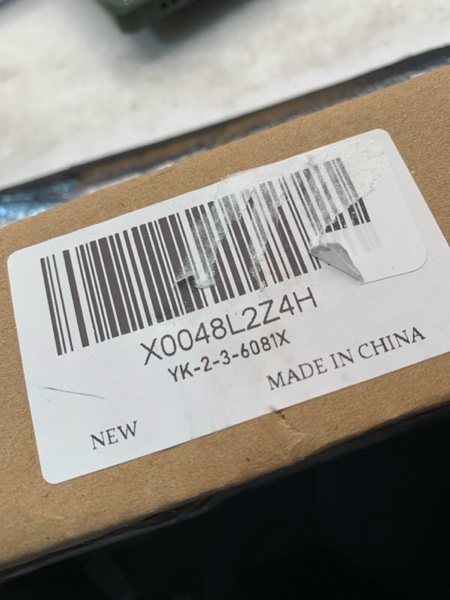 X0048L2Z4H
YK-2-3-6081X
NEW
MADE IN CHINA